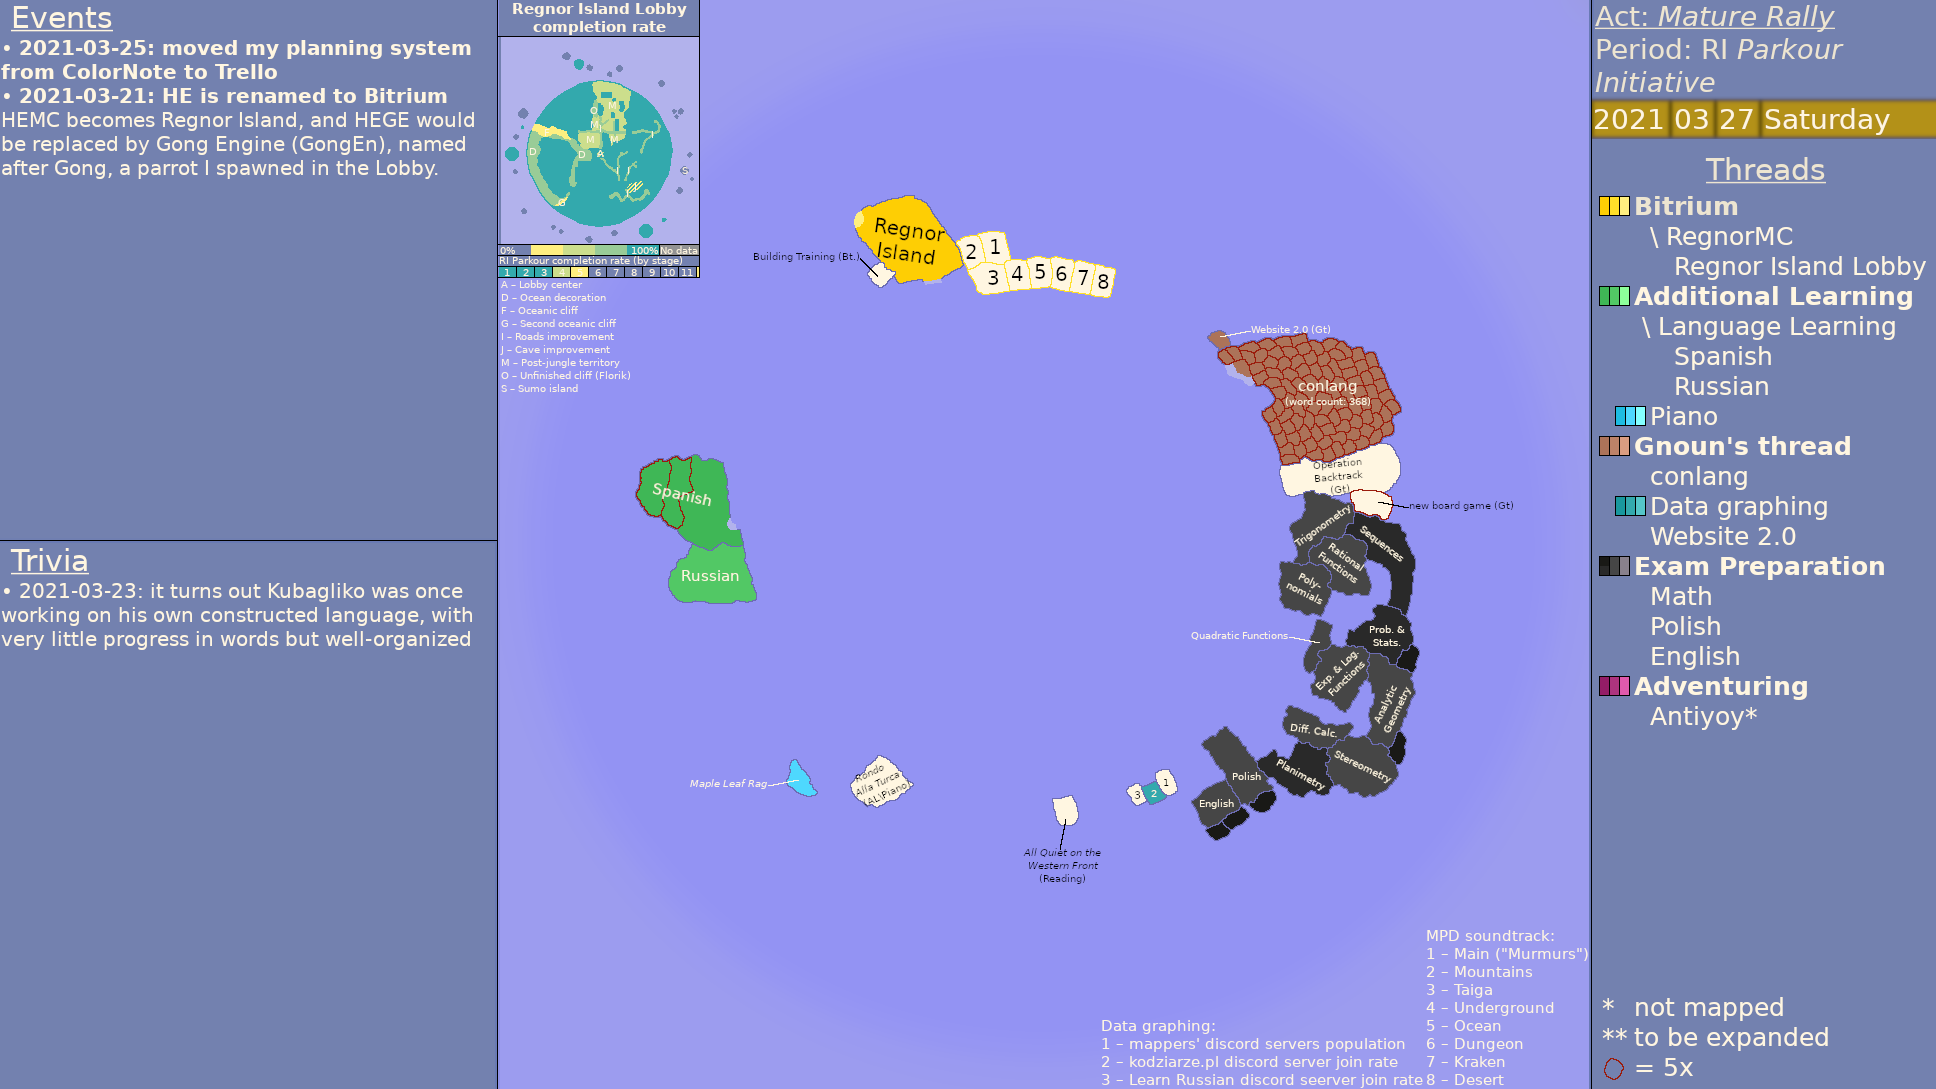 Events
• 2021-03-25: moved my planning system
from ColorNote to Trello
• 2021-03-21: HE is renamed to Bitrium
HEMC becomes Regnor Island, and HEGE would
be replaced by Gong Engine (GongEn), named
after Gong, a parrot I spawned in the Lobby.
Trivia
• 2021-03-23: it turns out Kubagliko was once
working on his own constructed language, with
very little progress in words but well-organized
Regnor Island Lobby
completion rate
O
M
M
M
M
D
D
A
I
I
J
G
S
0%
100%
No data
RI Parkour completion rate (by stage)
1 2 3 4 5 6 7 8 9 10 11
A – Lobby center
D – Ocean decoration
F – Oceanic cliff
G – Second oceanic cliff
I – Roads improvement
J – Cave improvement
M – Post-jungle territory
O – Unfinished cliff (Florik)
S – Sumo island
Regnor
Island
Building Training (Bt.)
2 1
3 4 5 6 7 8
Website 2.0 (Gt)
conlang
(word count: 368)
Operation
Backtrack
(Gt)
new board game (Gt)
Trigonometry
Sequences
Rational
Functions
Poly-
nomials
Prob. &
Stats.
Quadratic Functions
Exp. & Log.
Functions
Analytic
Geometry
Diff. Calc.
Stereometry
Planimetry
Polish
English
Spanish
Russian
Maple Leaf Rag
Rondo
Alla Turca
(AL\Piano)
All Quiet on the
Western Front
(Reading)
3 2 1
Data graphing:
1 – mappers' discord servers population
2 – kodziarze.pl discord server join rate
3 – Learn Russian discord seerver join rate
MPD soundtrack:
1 – Main ("Murmurs")
2 – Mountains
3 – Taiga
4 – Underground
5 – Ocean
6 – Dungeon
7 – Kraken
8 – Desert
Act: Mature Rally
Period: RI Parkour
Initiative
2021 03 27 Saturday
Threads
Bitrium
\ RegnorMC
Regnor Island Lobby
Additional Learning
\ Language Learning
Spanish
Russian
Piano
Gnoun's thread
conlang
Data graphing
Website 2.0
Exam Preparation
Math
Polish
English
Adventuring
Antiyoy*
* not mapped
** to be expanded
= 5x